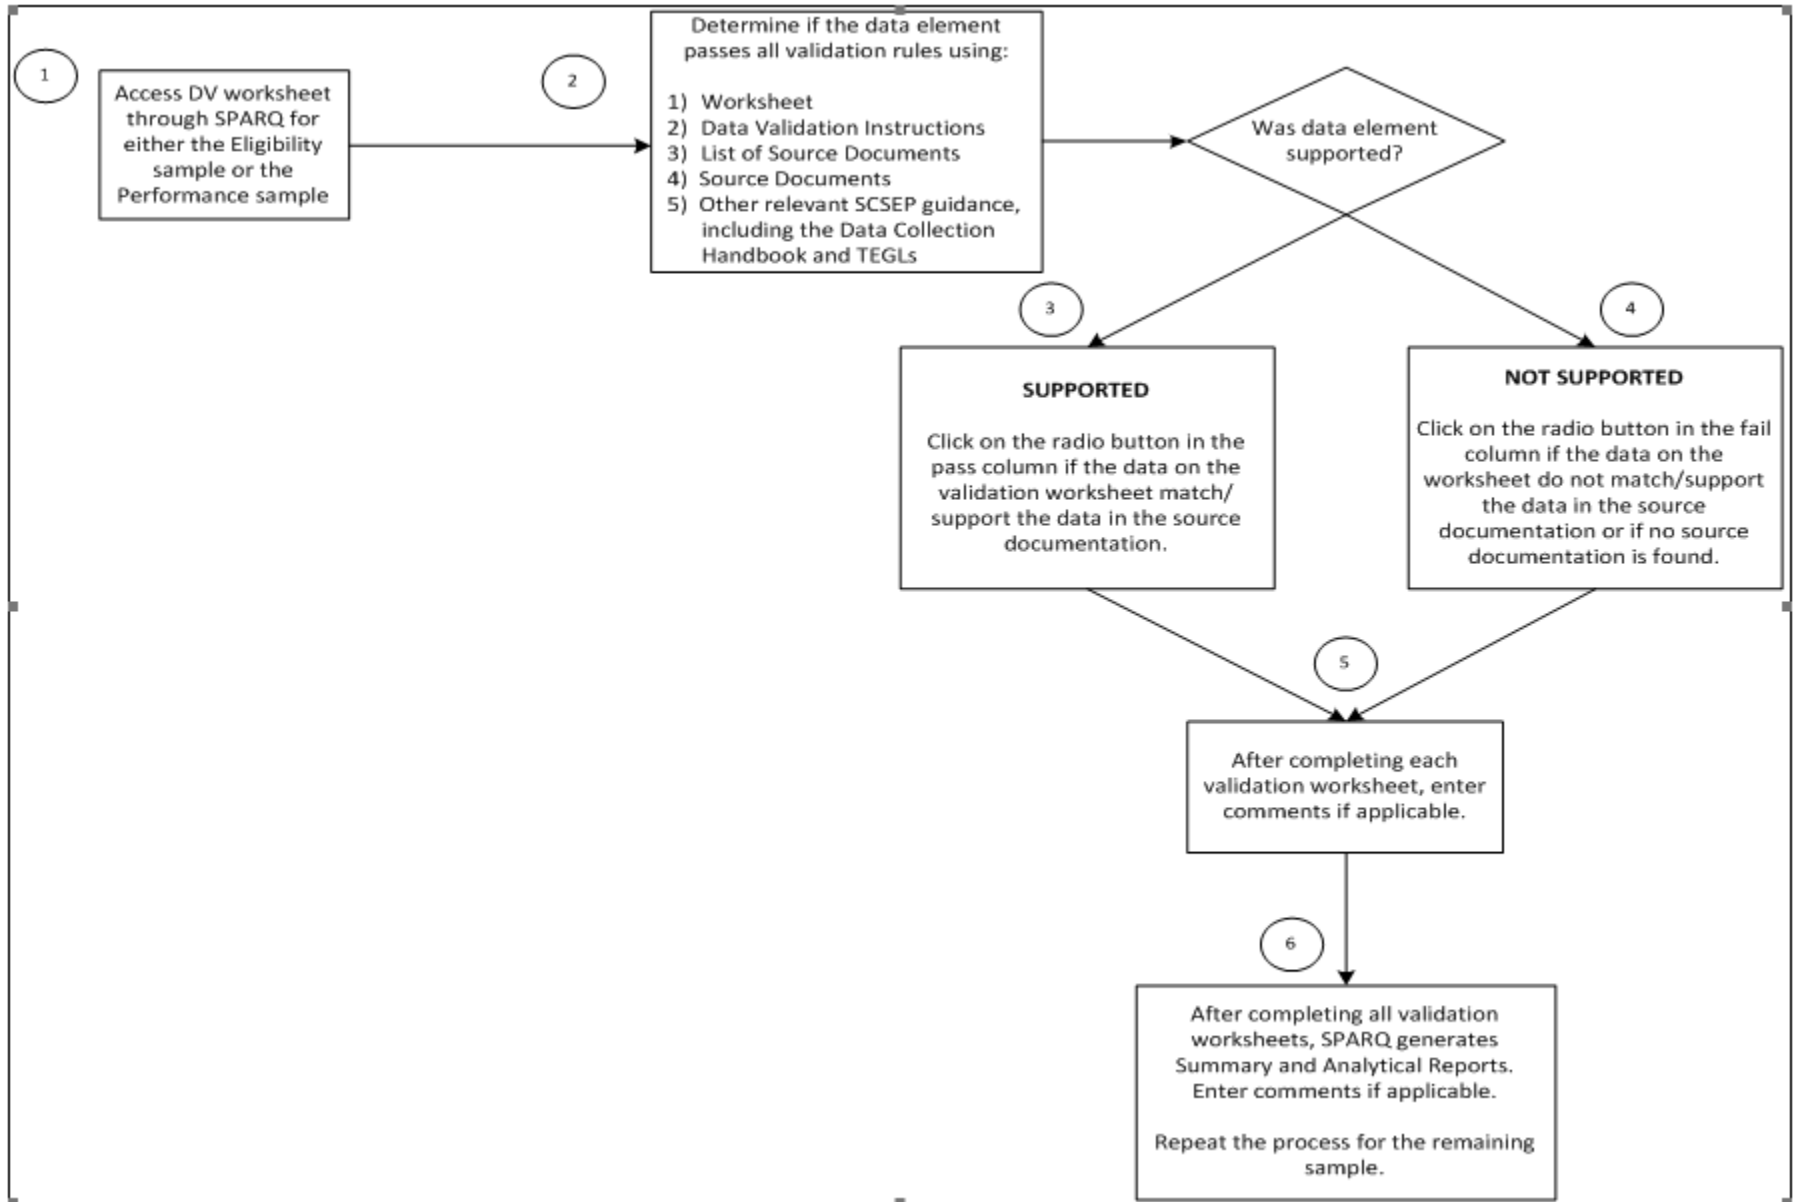 1
Access DV worksheet
through SPARQ for
either the Eligibility
sample or the
Performance sample
2
Determine if the data element
passes all validation rules using:
1) Worksheet
2) Data Validation Instructions
3) List of Source Documents
4) Source Documents
5) Other relevant SCSEP guidance,
including the Data Collection
Handbook and TEGLs
Was data element
supported?
3
SUPPORTED
Click on the radio button in the
pass column if the data on the
validation worksheet match/
support the data in the source
documentation.
4
NOT SUPPORTED
Click on the radio button in the fail
column if the data on the
worksheet do not match/support
the data in the source
documentation or if no source
documentation is found.
5
After completing each
validation worksheet, enter
comments if applicable.
6
After completing all validation
worksheets, SPARQ generates
Summary and Analytical Reports.
Enter comments if applicable.
Repeat the process for the remaining
sample.